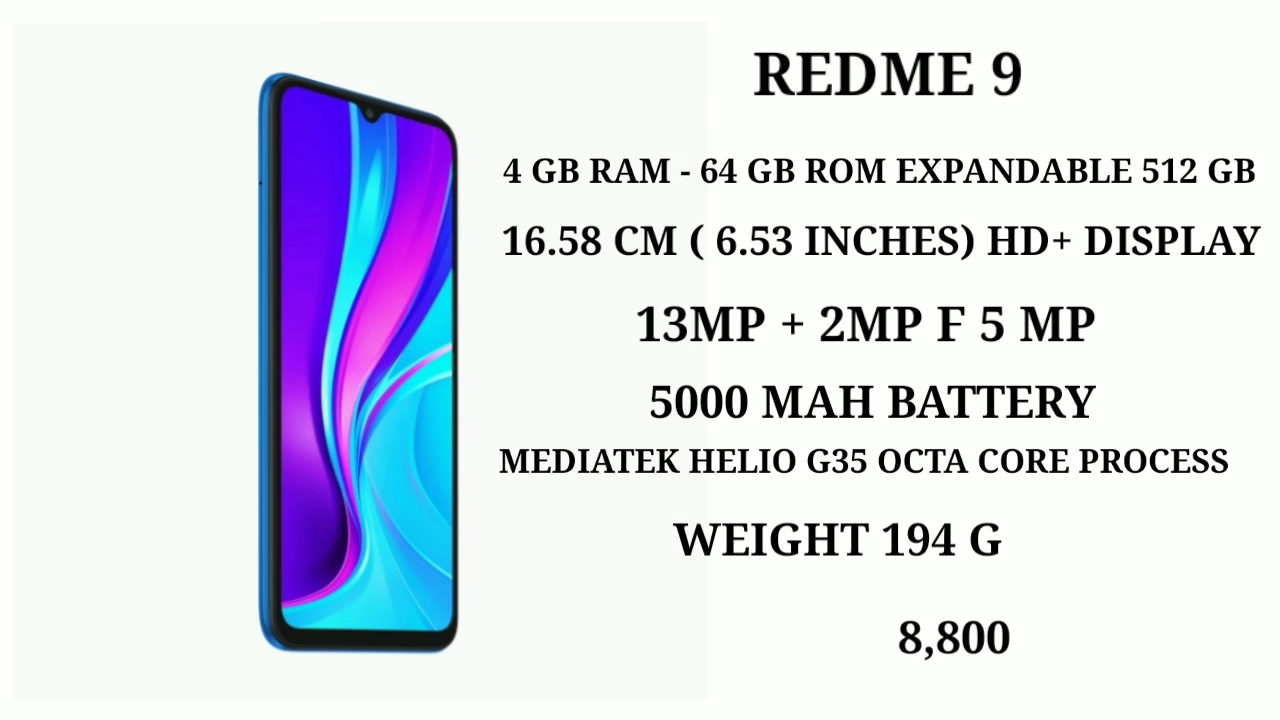 REDME 9
4 GB RAM - 64 GB ROM EXPANDABLE 512 GB
16.58 CM ( 6.53 INCHES) HD+ DISPLAY
13MP + 2MP F 5 MP
5000 MAH BATTERY
MEDIATEK HELIO G35 OCTA CORE PROCESS
WEIGHT 194 G
8,800